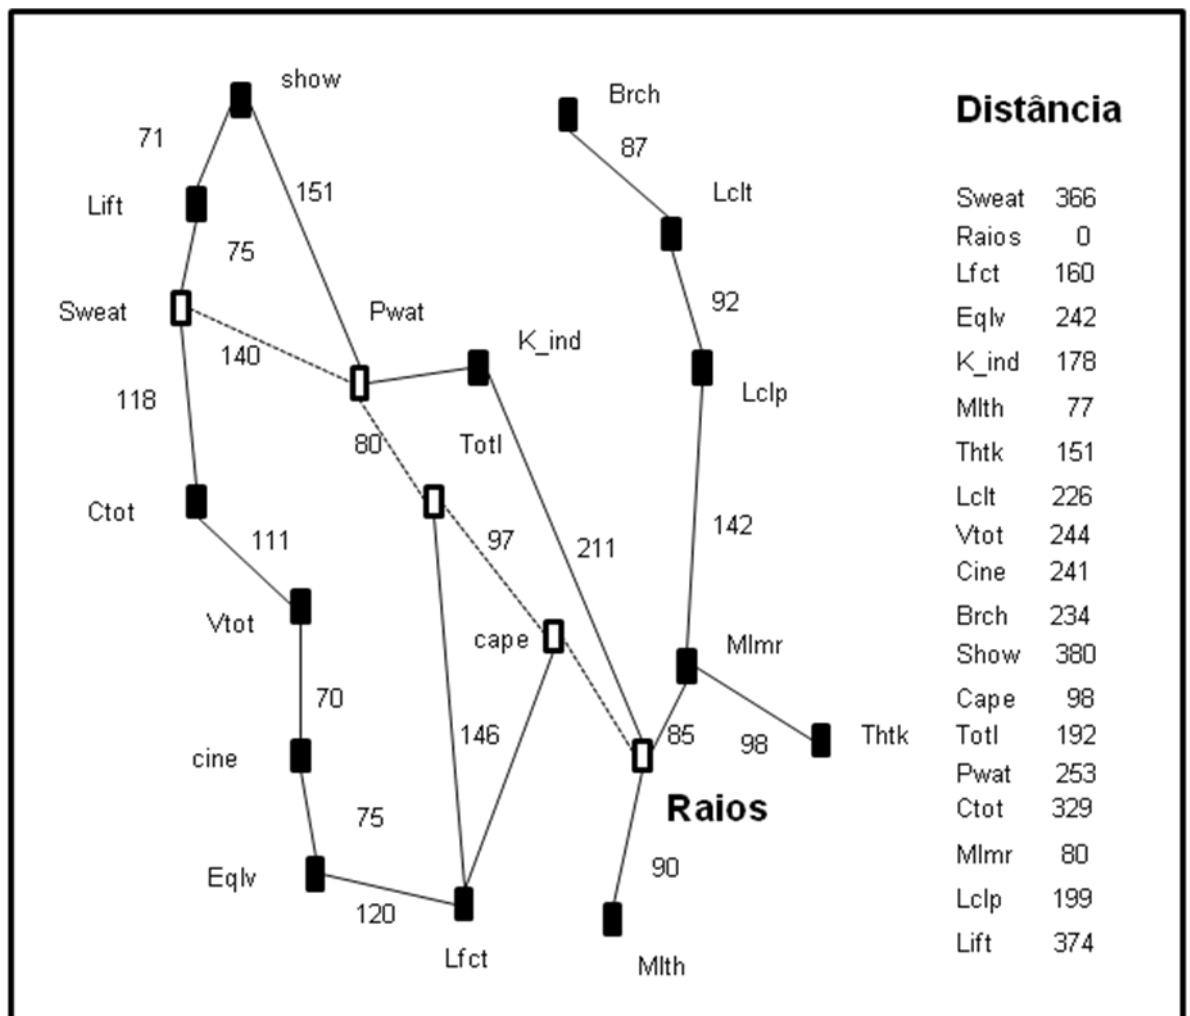 show
Brch
Distância
71
87
151
Lclt
Lift
Sweat 366
75
Raios 0
Lfct 160
92
Sweat
Pwat
Eqlv 242
K_ind
140
K_ind 178
118
Lclp
Mlth 77
80
Totl
Thtk 151
Ctot
Lclt 226
111
97
211
142
Vtot 244
Cine 241
Vtot
Brch 234
cape
Mlmr
Show 380
70
Cape 98
146
85
98
Thtk
Totl 192
cine
Pwat 253
75
Raios
Ctot 329
Eqlv
90
Mlmr 80
120
Lclp 199
Lfct
Mlth
Lift 374